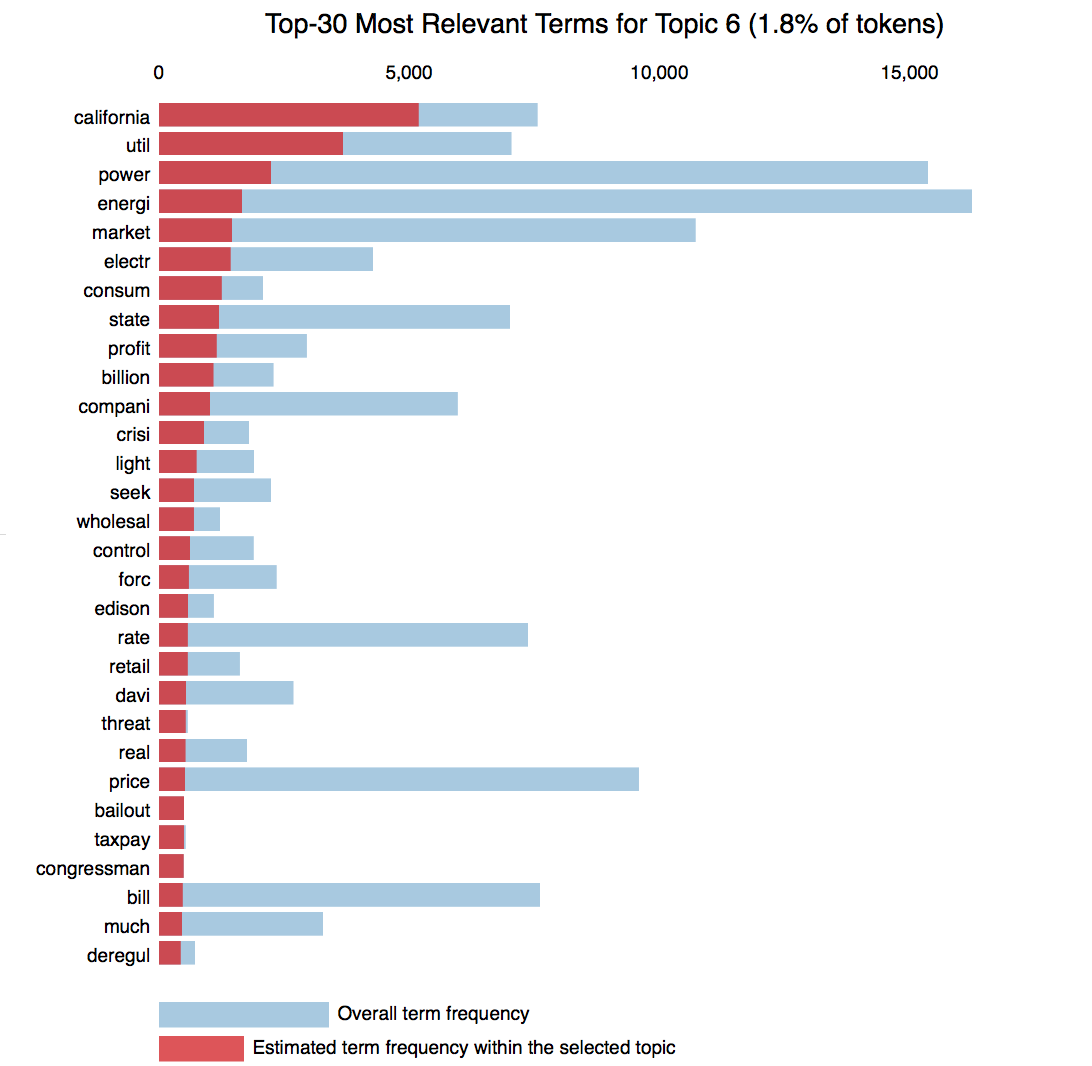 Top-30 Most Relevant Terms for Topic 6 (1.8% of tokens)
0 5,000 10,000 15,000
california
util
power
energi
market
electr
consum
state
profit
billion
compani
crisi
light
seek
wholesal
control
forc
edison
rate
retail
davi
threat
real
price
bailout
taxpay
congressman
bill
much
deregul
Overall term frequency
Estimated term frequency within the selected topic